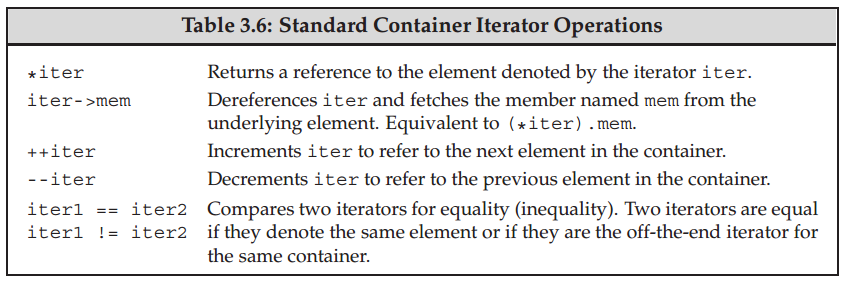 Table 3.6: Standard Container Iterator Operations
*iter Returns a reference to the element denoted by the iterator iter.
iter->mem Dereferences iter and fetches the member named mem from the
underlying element. Equivalent to (*iter).mem.
++iter Increments iter to refer to the next element in the container.
--iter Decrements iter to refer to the previous element in the container.
iter1 == iter2 Compares two iterators for equality (inequality). Two iterators are equal
iter1 != iter2 if they denote the same element or if they are the off-the-end iterator for
the same container.